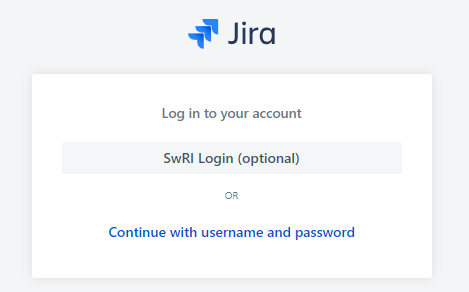 Jira
Log in to your account
SwRI Login (optional)
OR
Continue with username and password